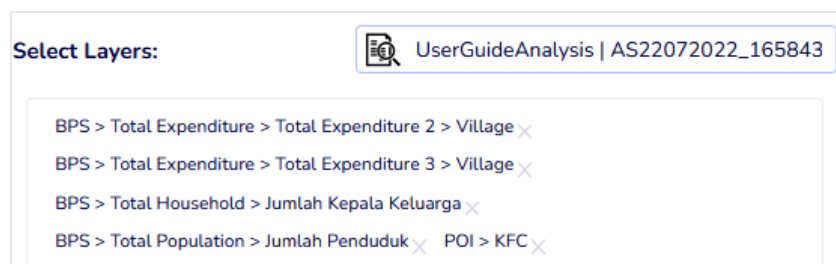 Select Layers: UserGuideAnalysis | AS22072022_165843
BPS > Total Expenditure > Total Expenditure 2 > Village ×
BPS > Total Expenditure > Total Expenditure 3 > Village ×
BPS > Total Household > Jumlah Kepala Keluarga ×
BPS > Total Population > Jumlah Penduduk × POI > KFC ×